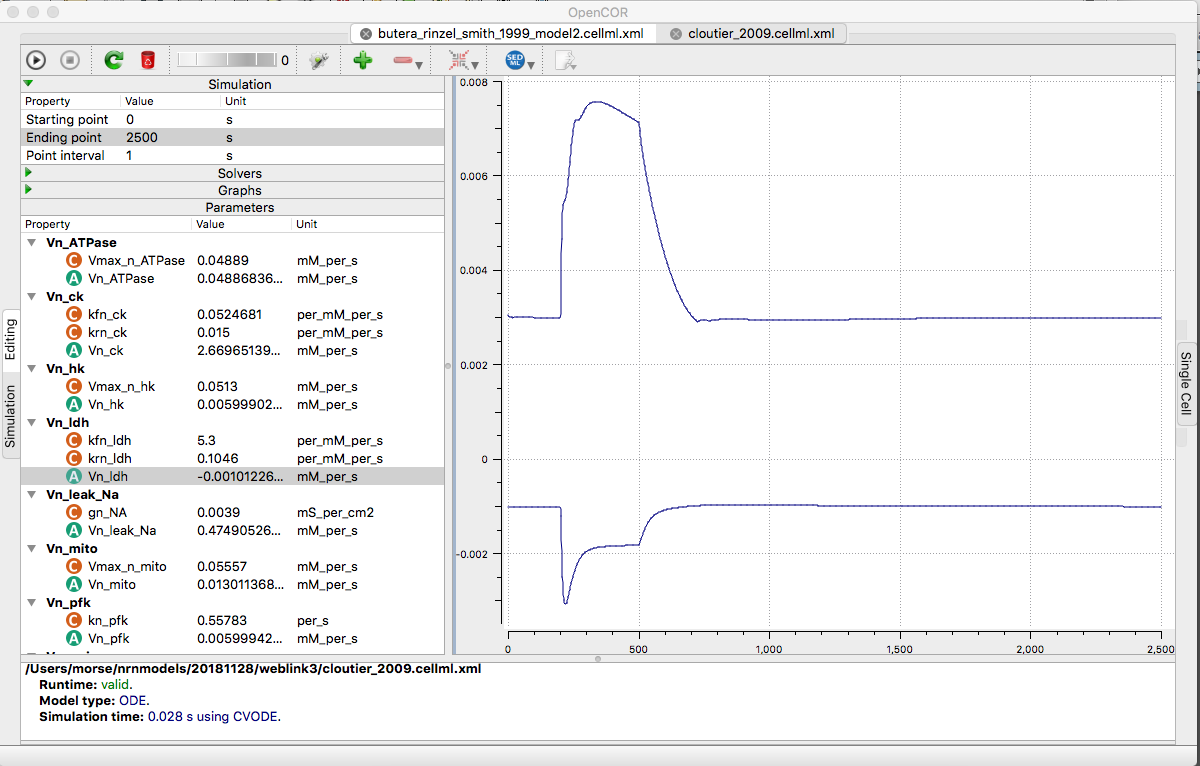 OpenCOR
butera_rinzel_smith_1999_model2.cellml.xml
cloutier_2009.cellml.xml
0
SED
ML
Simulation
Property Value Unit
Starting point 0 s
Ending point 2500 s
Point interval 1 s
Solvers
Graphs
Parameters
Property Value Unit
Vn_ATPase
C Vmax_n_ATPase 0.04889 mM_per_s
A Vn_ATPase 0.04886836... mM_per_s
Vn_ck
C kfn_ck 0.0524681 per_mM_per_s
C krn_ck 0.015 per_mM_per_s
A Vn_ck 2.66965139... mM_per_s
Vn_hk
C Vmax_n_hk 0.0513 mM_per_s
A Vn_hk 0.00599902... mM_per_s
Vn_ldh
C kfn_ldh 5.3 per_mM_per_s
C krn_ldh 0.1046 per_mM_per_s
A Vn_ldh -0.00101226... mM_per_s
Vn_leak_Na
C gn_NA 0.0039 mS_per_cm2
A Vn_leak_Na 0.47490526... mM_per_s
Vn_mito
C Vmax_n_mito 0.05557 mM_per_s
A Vn_mito 0.013011368... mM_per_s
Vn_pfk
C kn_pfk 0.55783 per_s
A Vn_pfk 0.00599942... mM_per_s
Editing
Simulation
0.008
0.006
0.004
0.002
0
-0.002
0 500 1,000 1,500 2,000 2,500
Single Cell
/Users/morse/nrnmodels/20181128/weblink3/cloutier_2009.cellml.xml
Runtime: valid.
Model type: ODE.
Simulation time: 0.028 s using CVODE.